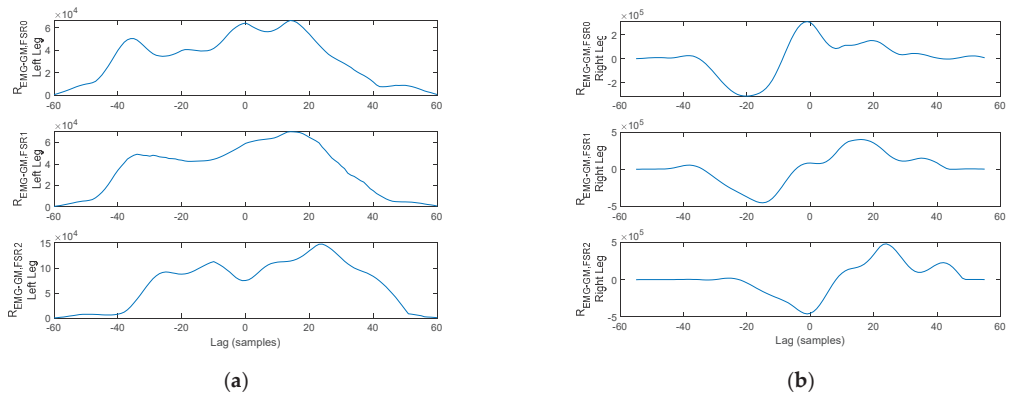 ×10⁴
R_EMG-GM,FSR0
Left Leg
6
4
2
0
-60 -40 -20 0 20 40 60
×10⁴
R_EMG-GM,FSR1
Left Leg
6
4
2
0
-60 -40 -20 0 20 40 60
×10⁴
R_EMG-GM,FSR2
Left Leg
15
10
5
0
-60 -40 -20 0 20 40 60
Lag (samples)
(a)
×10⁵
R_EMG-GM,FSR0
Right Leg
2
0
-2
-60 -40 -20 0 20 40 60
×10⁵
R_EMG-GM,FSR1
Right Leg
5
0
-5
-60 -40 -20 0 20 40 60
×10⁵
R_EMG-GM,FSR2
Right Leg
5
0
-5
-60 -40 -20 0 20 40 60
Lag (samples)
(b)